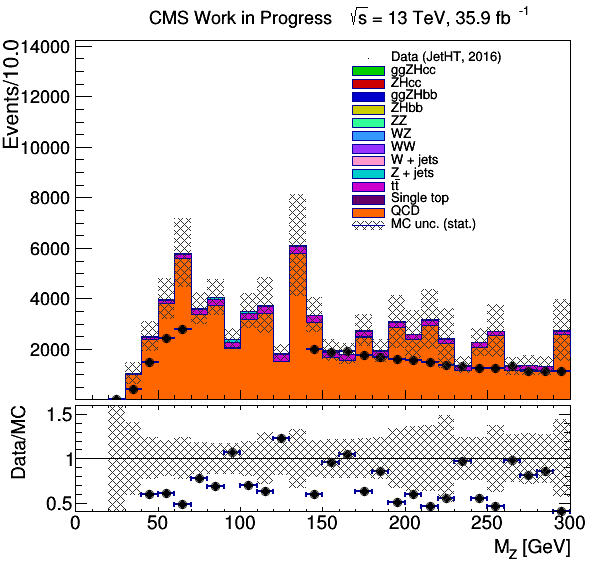 CMS Work in Progress √s = 13 TeV, 35.9 fb⁻¹
Events/10.0
14000
12000
10000
8000
6000
4000
2000
Data (JetHT, 2016)
ggZHcc
ZHcc
ggZHbb
ZHbb
ZZ
WZ
WW
W + jets
Z + jets
tt̄
Single top
QCD
MC unc. (stat.)
Data/MC
1.5
1
0.5
0 50 100 150 200 250 300
M_Z [GeV]